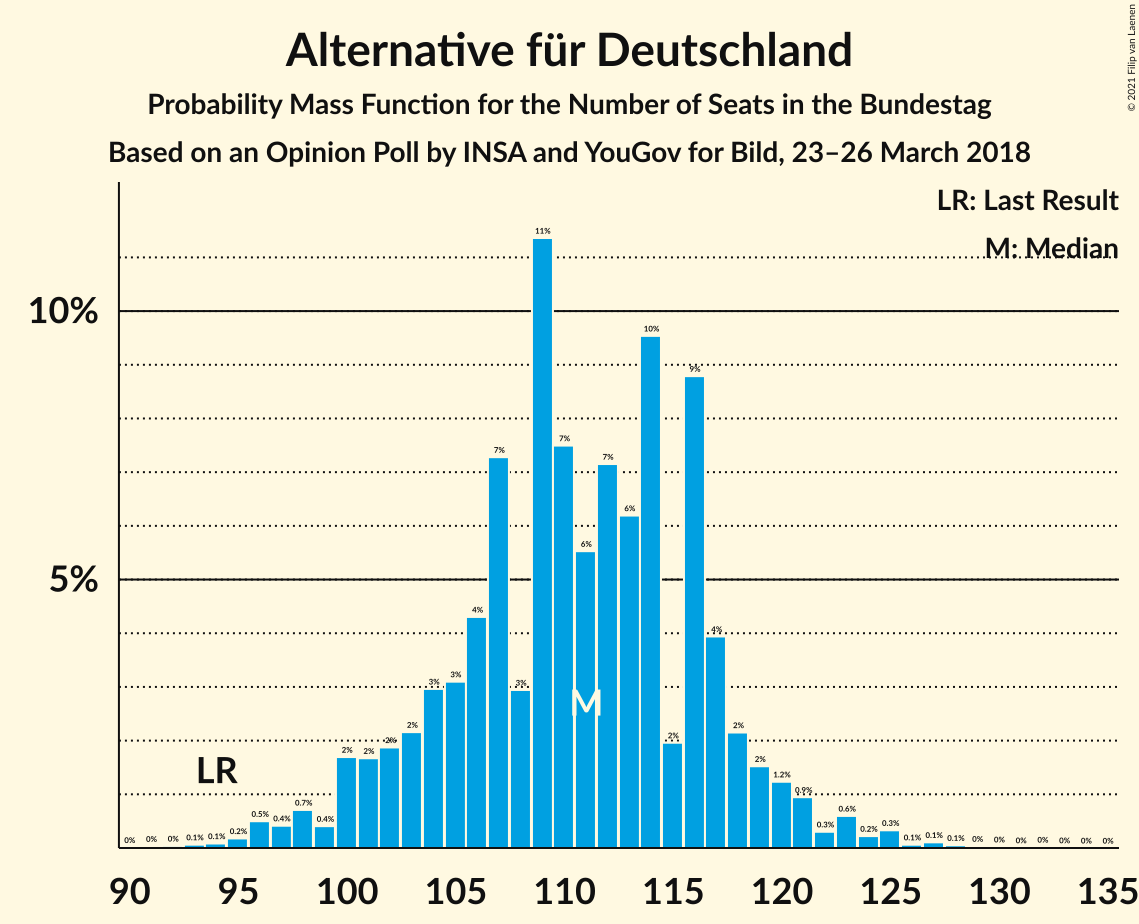 Alternative für Deutschland
Probability Mass Function for the Number of Seats in the Bundestag
Based on an Opinion Poll by INSA and YouGov for Bild, 23–26 March 2018
© 2021 Filip van Laenen
LR: Last Result
M: Median
10%
5%
LR
M
0% 0% 0% 0.1% 0.1% 0.2% 0.5% 0.4% 0.7% 0.4% 2% 2% 2% 2% 3% 3% 4% 7% 3% 11% 7% 6% 7% 6% 10% 2% 9% 4% 2% 2% 1.2% 0.9% 0.3% 0.6% 0.2% 0.3% 0.1% 0.1% 0.1% 0% 0% 0% 0% 0% 0% 0%
90 95 100 105 110 115 120 125 130 135